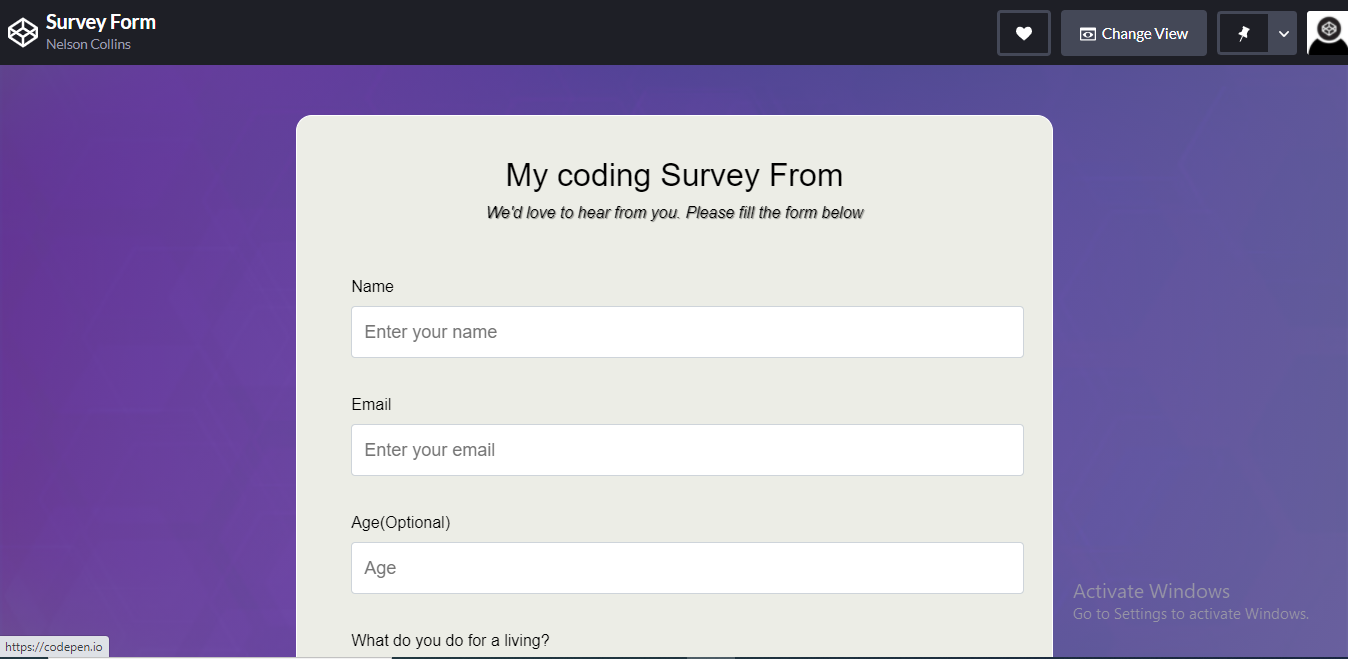 Survey Form
Nelson Collins
Change View
My coding Survey From
We'd love to hear from you. Please fill the form below
Name
Enter your name
Email
Enter your email
Age(Optional)
Age
What do you do for a living?
Activate Windows
Go to Settings to activate Windows.
https://codepen.io